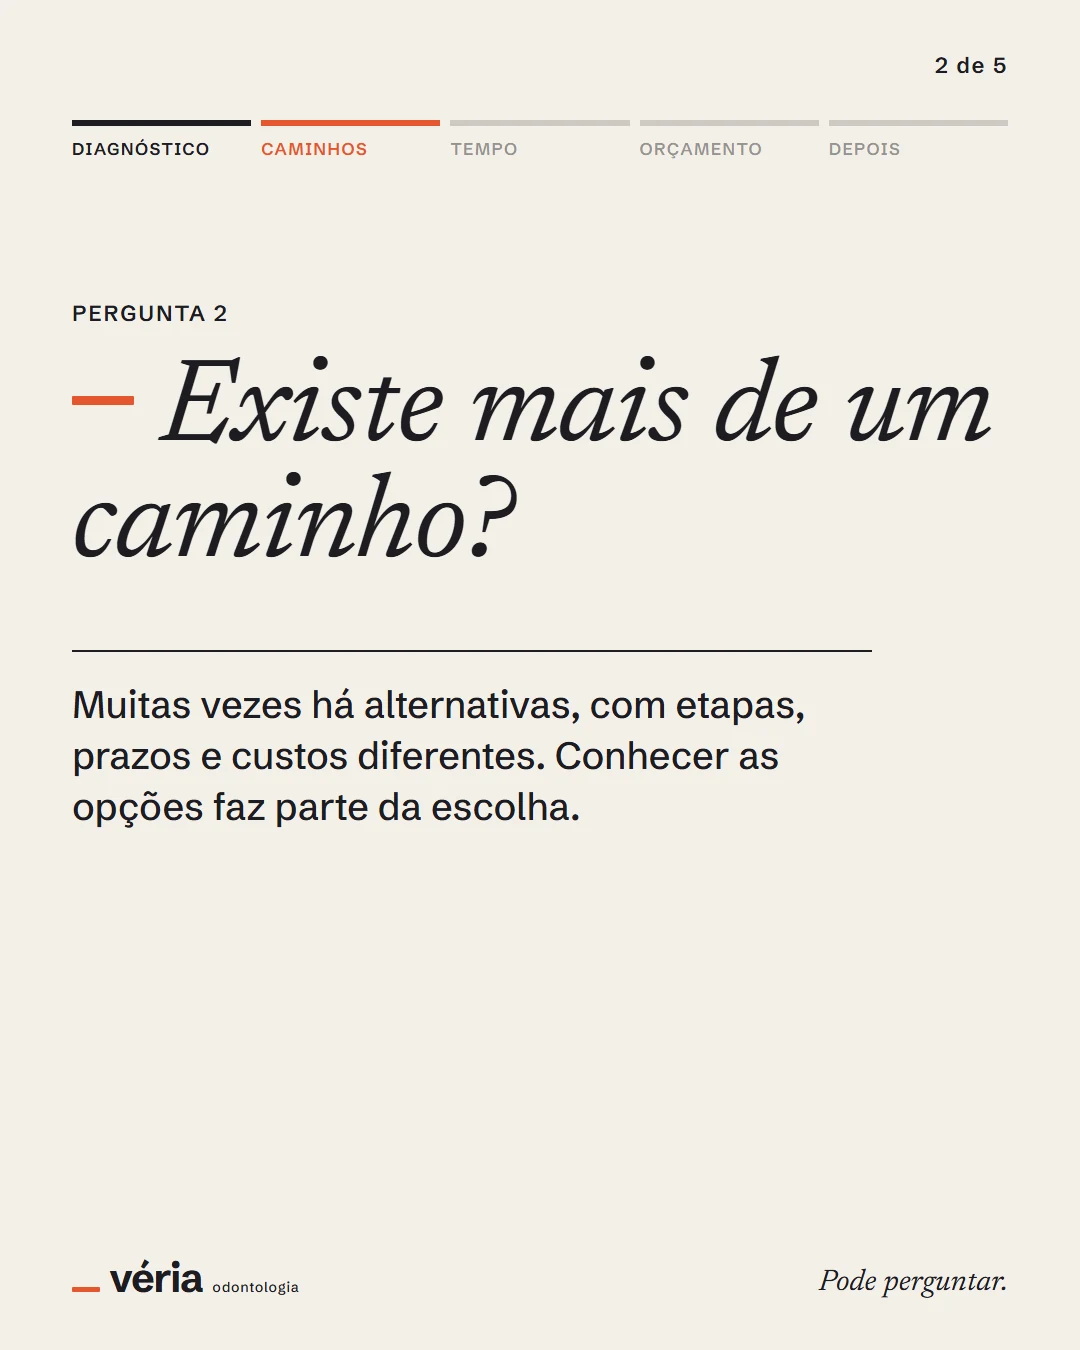 2 de 5
DIAGNÓSTICO CAMINHOS TEMPO ORÇAMENTO DEPOIS
PERGUNTA 2
— Existe mais de um
caminho?
Muitas vezes há alternativas, com etapas,
prazos e custos diferentes. Conhecer as
opções faz parte da escolha.
véria odontologia
Pode perguntar.